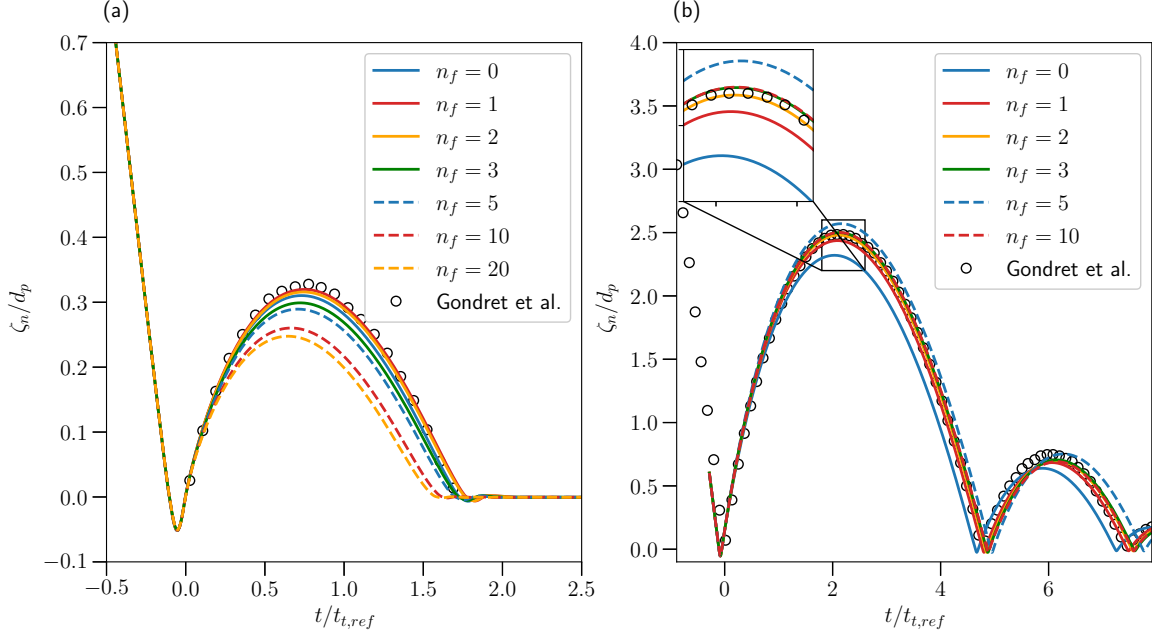 (a)
0.7
0.6
0.5
0.4
0.3
0.2
0.1
0.0
−0.1
ζn/dp
−0.5
0.0
0.5
1.0
1.5
2.0
2.5
t/tt,ref
nf = 0
nf = 1
nf = 2
nf = 3
nf = 5
nf = 10
nf = 20
Gondret et al.
(b)
4.0
3.5
3.0
2.5
2.0
1.5
1.0
0.5
0.0
ζn/dp
0
2
4
6
t/tt,ref
nf = 0
nf = 1
nf = 2
nf = 3
nf = 5
nf = 10
Gondret et al.